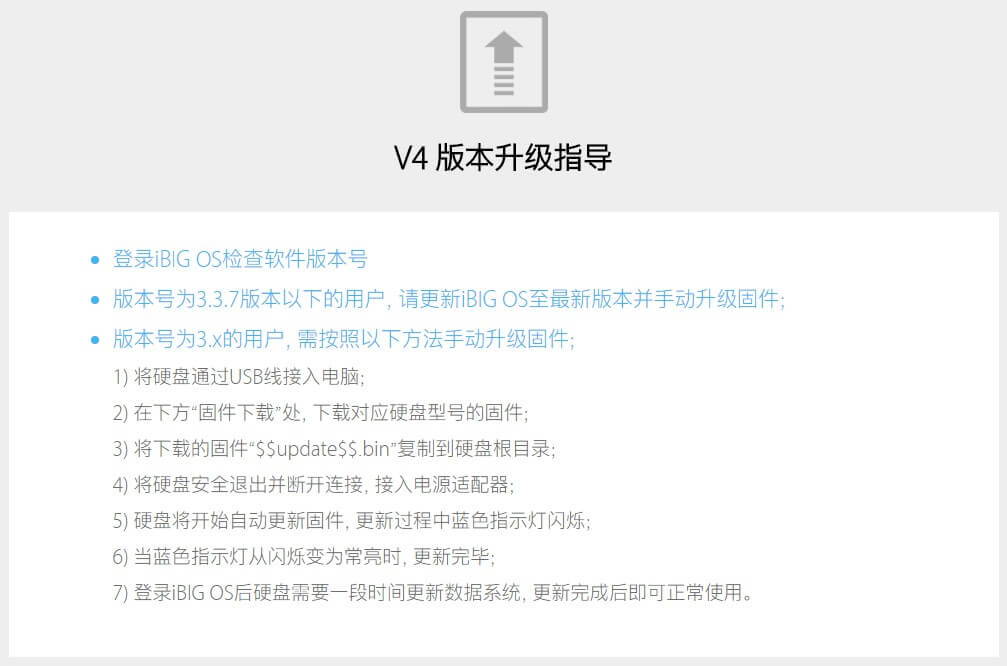 V4 版本升级指导
登录iBIG OS检查软件版本号
版本号为3.3.7版本以下的用户, 请更新iBIG OS至最新版本并手动升级固件;
版本号为3.x的用户, 需按照以下方法手动升级固件;
1) 将硬盘通过USB线接入电脑;
2) 在下方“固件下载”处, 下载对应硬盘型号的固件;
3) 将下载的固件“$$update$$.bin”复制到硬盘根目录;
4) 将硬盘安全退出并断开连接, 接入电源适配器;
5) 硬盘将开始自动更新固件, 更新过程中蓝色指示灯闪烁;
6) 当蓝色指示灯从闪烁变为常亮时, 更新完毕;
7) 登录iBIG OS后硬盘需要一段时间更新数据系统, 更新完成后即可正常使用。